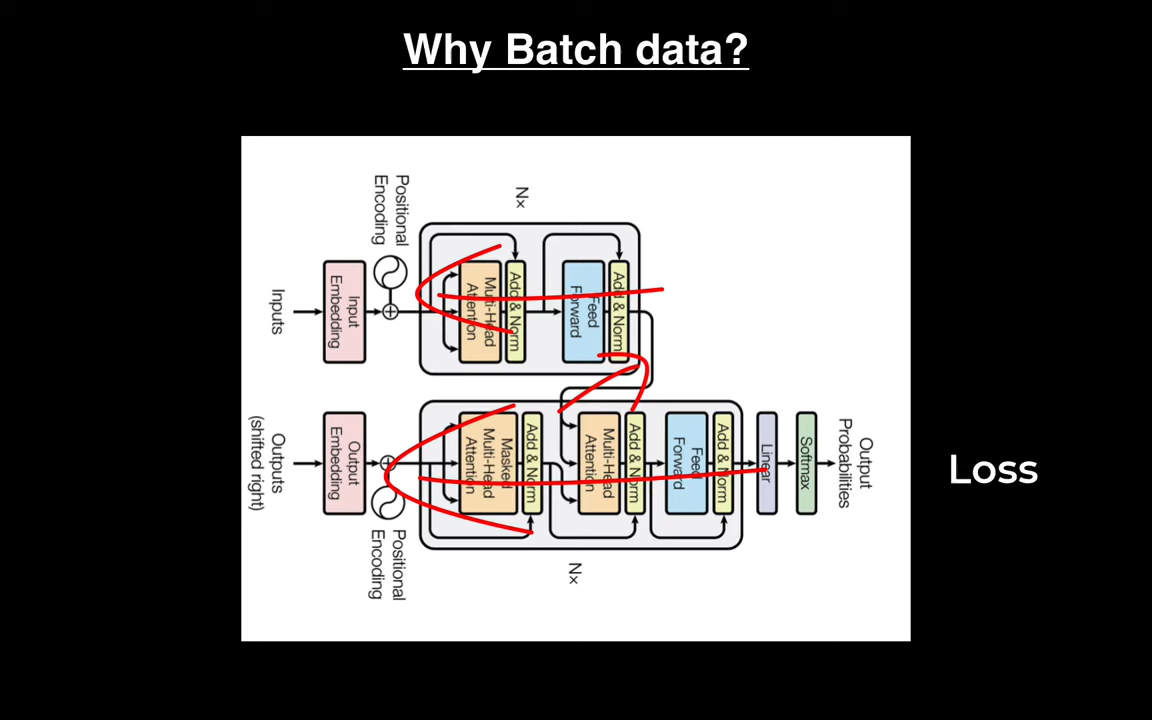 Why Batch data?
Nx
Positional
Encoding
Inputs
Input
Embedding
Multi-Head
Attention
Add & Norm
Feed
Forward
Add & Norm
Outputs
(shifted right)
Output
Embedding
Positional
Encoding
Masked
Multi-Head
Attention
Add & Norm
Multi-Head
Attention
Add & Norm
Feed
Forward
Add & Norm
Linear
Softmax
Output
Probabilities
Nx
Loss